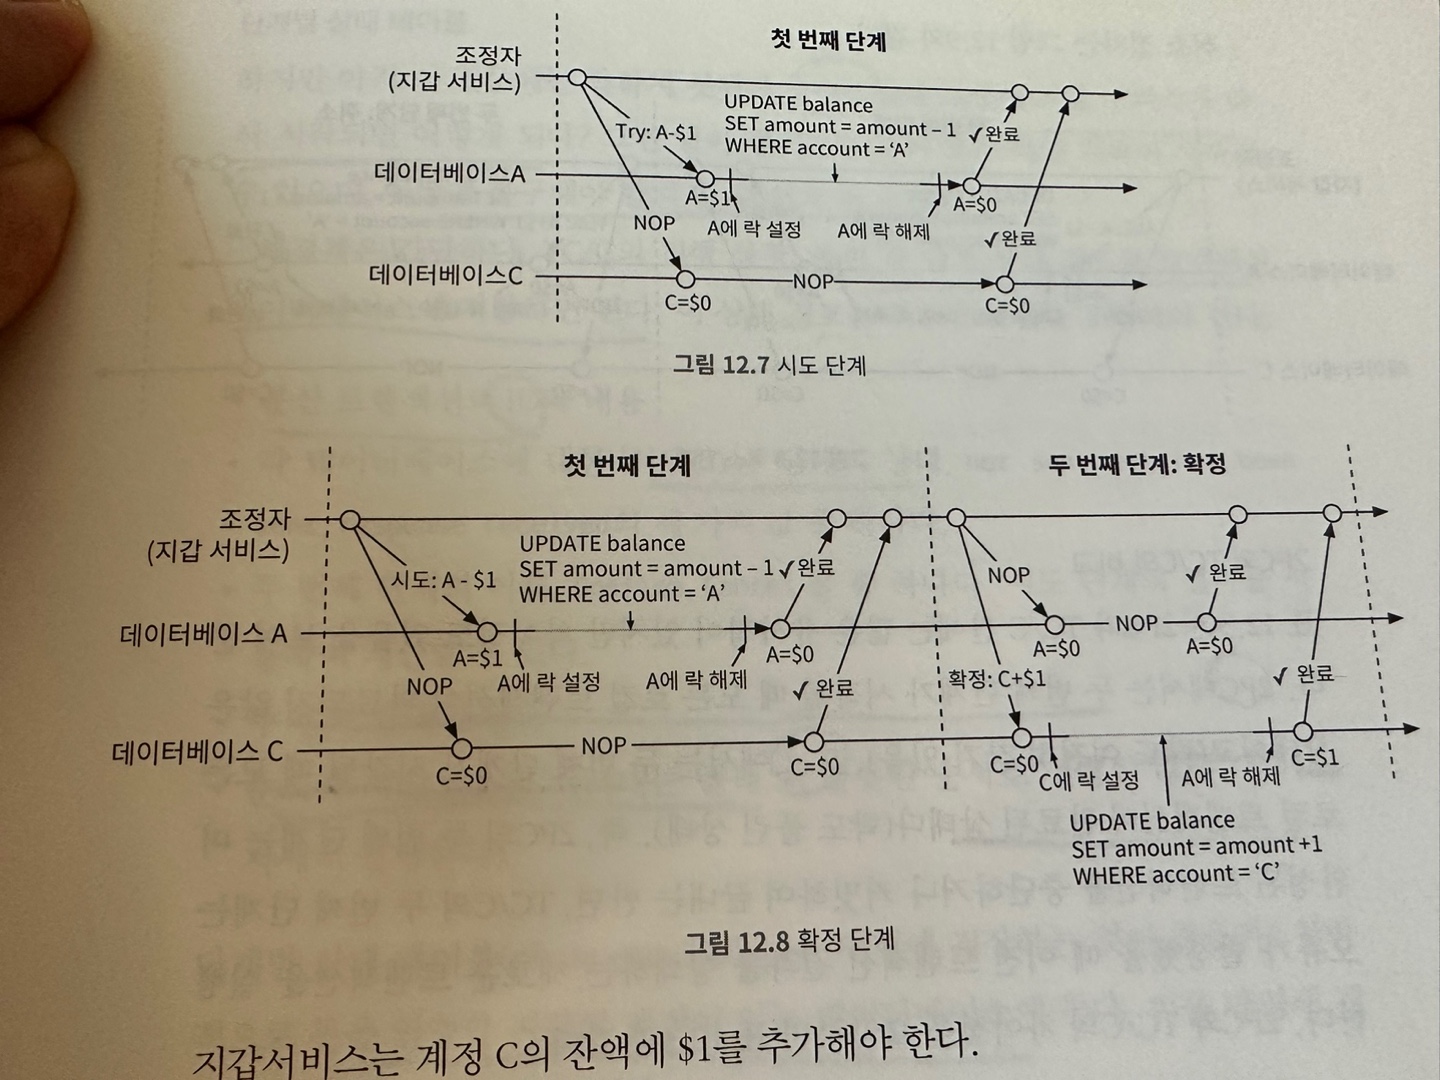 첫 번째 단계
조정자
(지갑 서비스)
UPDATE balance
SET amount = amount – 1
WHERE account = ‘A’
Try: A-$1
✓완료
데이터베이스A
A=$1
A에 락 설정
A에 락 해제
A=$0
NOP
✓완료
데이터베이스C
NOP
C=$0
C=$0
그림 12.7 시도 단계
첫 번째 단계
두 번째 단계: 확정
조정자
(지갑 서비스)
UPDATE balance
SET amount = amount – 1
WHERE account = ‘A’
시도: A - $1
✓완료
NOP
✓ 완료
데이터베이스 A
A=$1
A에 락 설정
A에 락 해제
A=$0
A=$0
NOP
A=$0
NOP
✓ 완료
확정: C+$1
✓ 완료
데이터베이스 C
NOP
C=$0
C=$0
C=$0
C에 락 설정
A에 락 해제
C=$1
UPDATE balance
SET amount = amount +1
WHERE account = ‘C’
그림 12.8 확정 단계
지갑서비스는 계정 C의 잔액에 $1를 추가해야 한다.